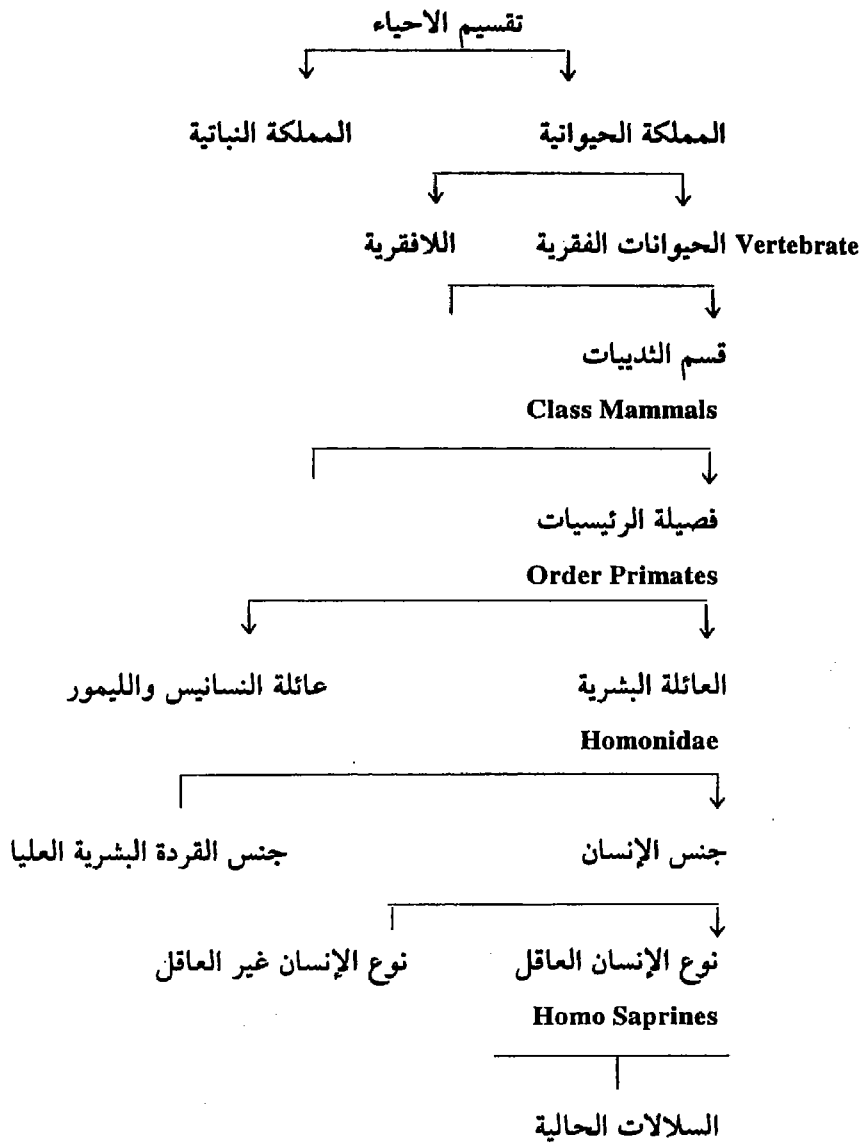 تقسيم الاحياء
المملكة الحيوانية المملكة النباتية
Vertebrate الحيوانات الفقرية اللافقرية
قسم الثدييات
Class Mammals
فصيلة الرئيسيات
Order Primates
العائلة البشرية عائلة النسانيس والليمور
Homonidae
جنس الإنسان جنس القردة البشرية العليا
نوع الإنسان العاقل نوع الإنسان غير العاقل
Homo Saprines
السلالات الحالية